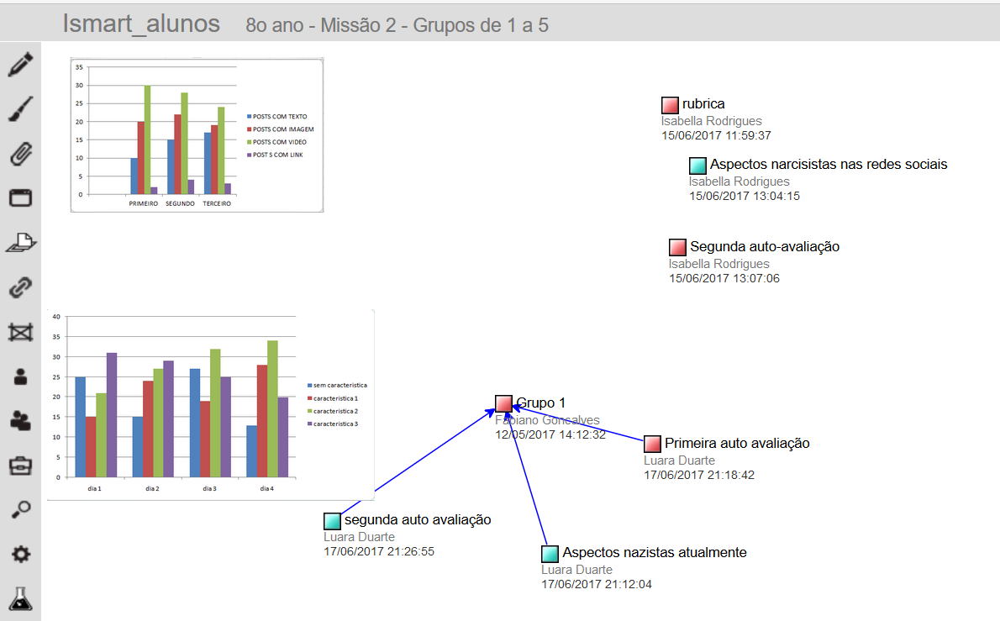 Ismart_alunos 8o ano - Missão 2 - Grupos de 1 a 5
35
30
25
20
15
10
5
0
PRIMEIRO SEGUNDO TERCEIRO
POSTS COM TEXTO
POSTS COM IMAGEM
POSTS COM VIDEO
POST S COM LINK
rubrica
Isabella Rodrigues
15/06/2017 11:59:37
Aspectos narcisistas nas redes sociais
Isabella Rodrigues
15/06/2017 13:04:15
Segunda auto-avaliação
Isabella Rodrigues
15/06/2017 13:07:06
40
35
30
25
20
15
10
5
0
dia 1 dia 2 dia 3 dia 4
sem caracteristica
caracteristica 1
caracteristica 2
caracteristica 3
Grupo 1
Fabiano Goncalves
12/05/2017 14:12:32
Primeira auto avaliação
Luara Duarte
17/06/2017 21:18:42
segunda auto avaliação
Luara Duarte
17/06/2017 21:26:55
Aspectos nazistas atualmente
Luara Duarte
17/06/2017 21:12:04